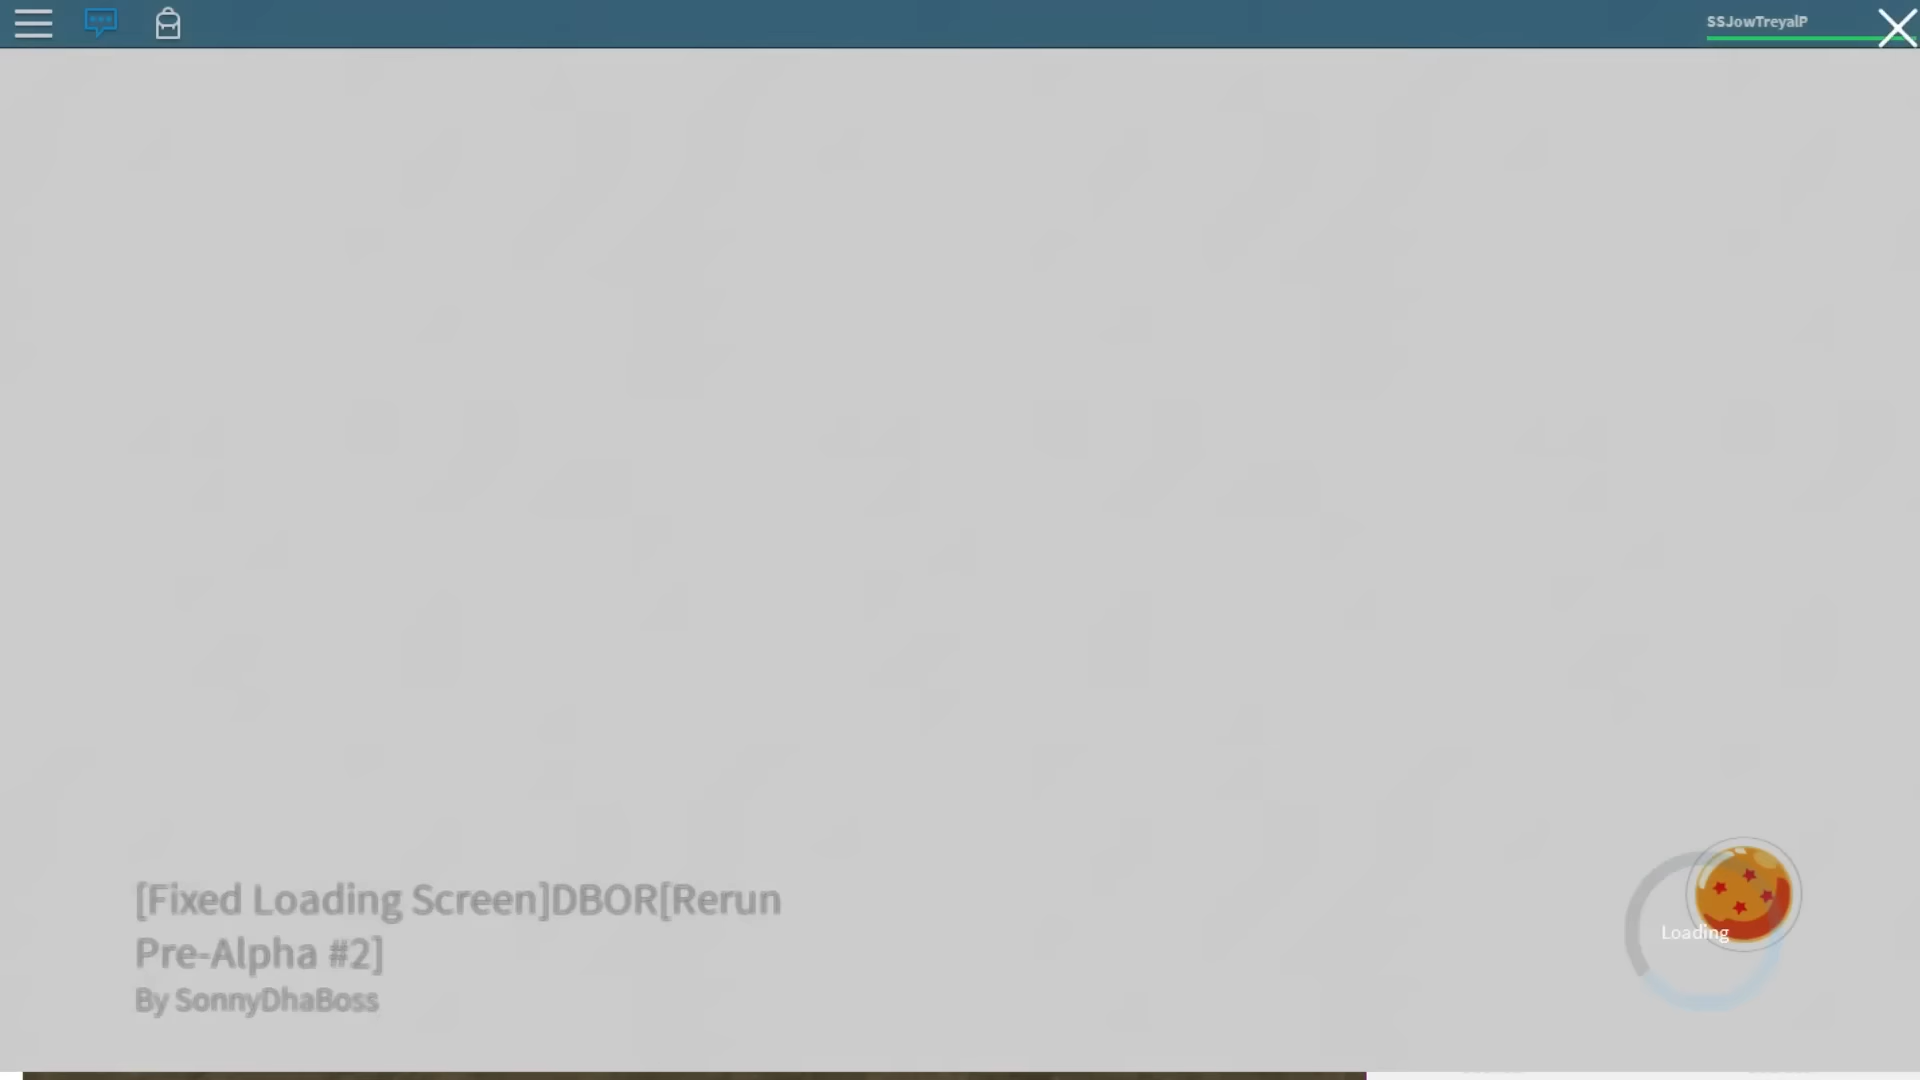 SSJowTreyalP
[Fixed Loading Screen]DBOR[Rerun
Pre-Alpha #2]
By SonnyDhaBoss
Loading